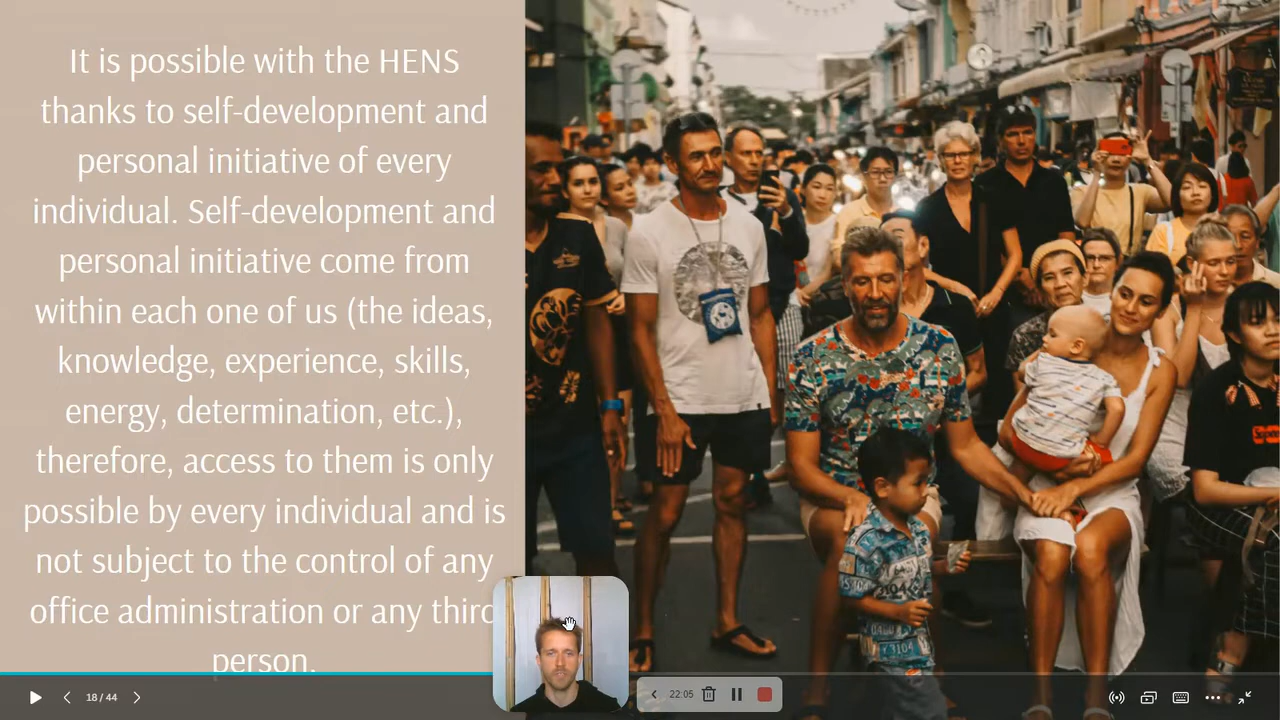 It is possible with the HENS
thanks to self-development and
personal initiative of every
individual. Self-development and
personal initiative come from
within each one of us (the ideas,
knowledge, experience, skills,
energy, determination, etc.),
therefore, access to them is only
possible by every individual and is
not subject to the control of any
office administration or any third
person.
18 / 44
22:05